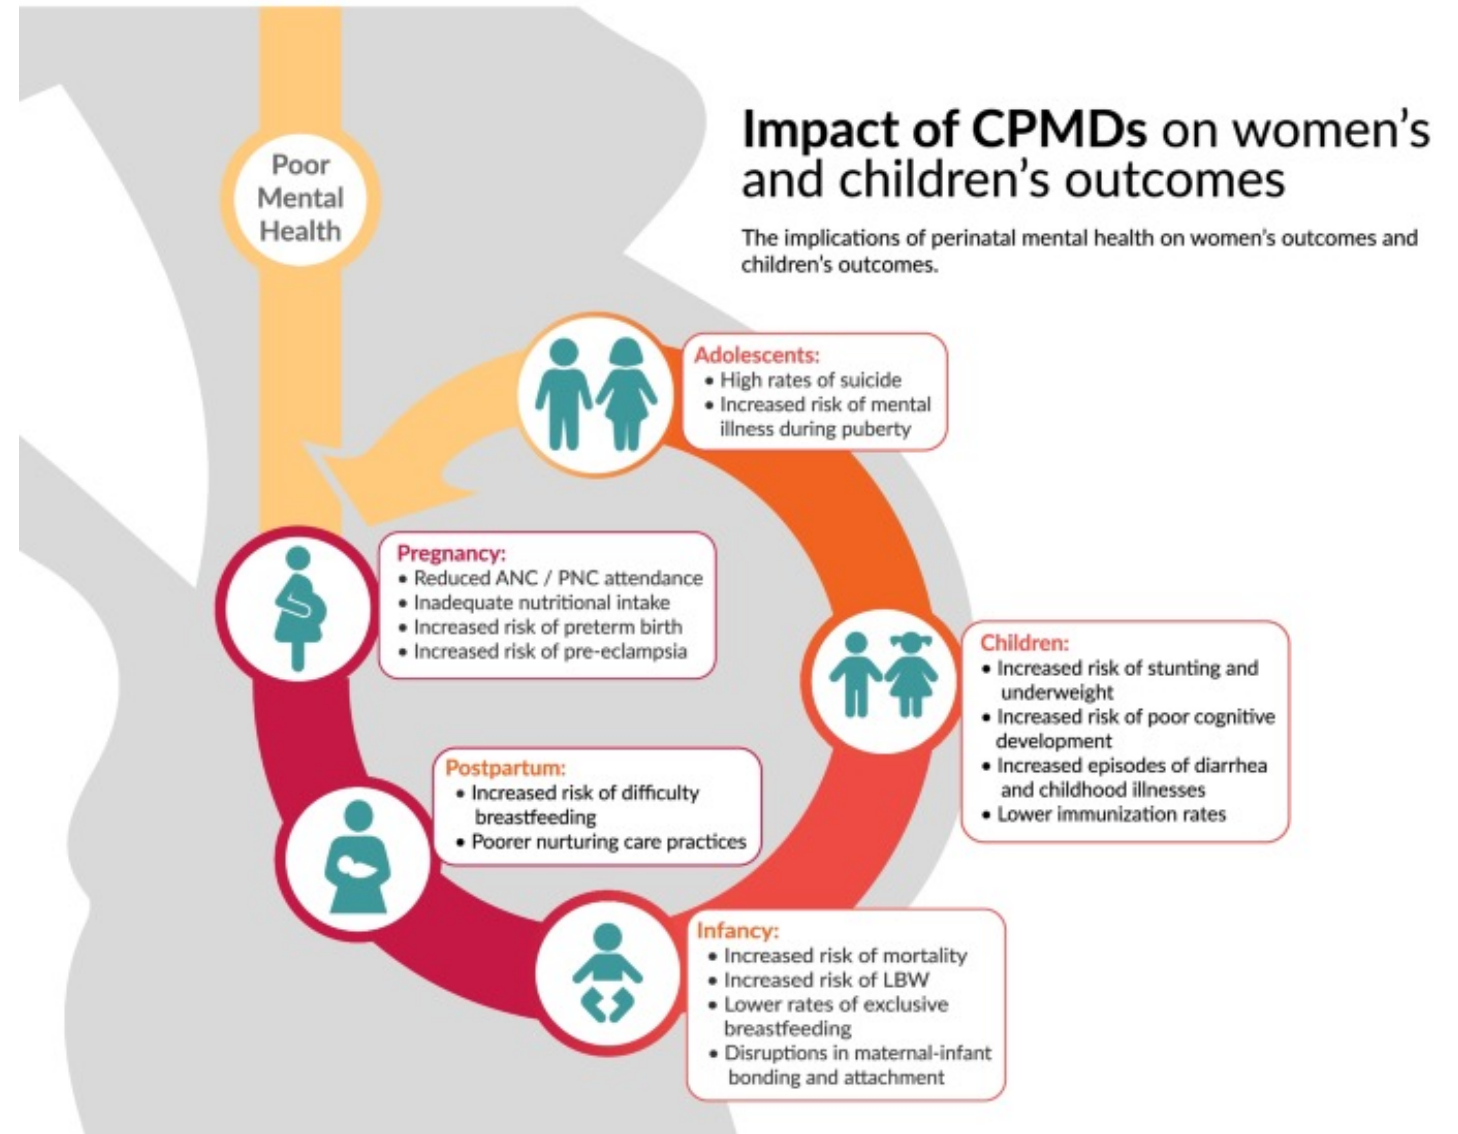 Impact of CPMDs on women's
and children's outcomes
The implications of perinatal mental health on women's outcomes and
children's outcomes.
Poor
Mental
Health
Adolescents:
• High rates of suicide
• Increased risk of mental
illness during puberty
Pregnancy:
• Reduced ANC / PNC attendance
• Inadequate nutritional intake
• Increased risk of preterm birth
• Increased risk of pre-eclampsia
Children:
• Increased risk of stunting and
underweight
• Increased risk of poor cognitive
development
• Increased episodes of diarrhea
and childhood illnesses
• Lower immunization rates
Postpartum:
• Increased risk of difficulty
breastfeeding
• Poorer nurturing care practices
Infancy:
• Increased risk of mortality
• Increased risk of LBW
• Lower rates of exclusive
breastfeeding
• Disruptions in maternal-infant
bonding and attachment